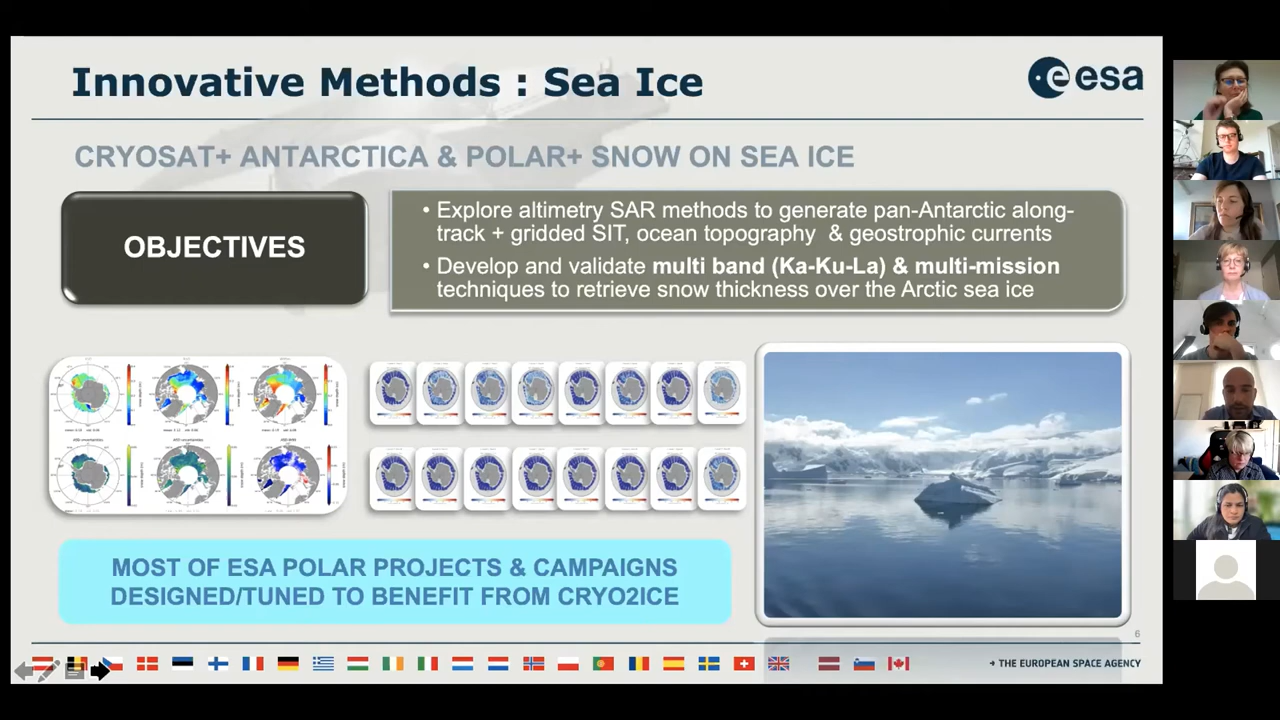 Innovative Methods : Sea Ice
esa
CRYOSAT+ ANTARCTICA & POLAR+ SNOW ON SEA ICE
OBJECTIVES
• Explore altimetry SAR methods to generate pan-Antarctic along-
track + gridded SIT, ocean topography & geostrophic currents
• Develop and validate multi band (Ka-Ku-La) & multi-mission
techniques to retrieve snow thickness over the Arctic sea ice
MOST OF ESA POLAR PROJECTS & CAMPAIGNS
DESIGNED/TUNED TO BENEFIT FROM CRYO2ICE
6
→ THE EUROPEAN SPACE AGENCY